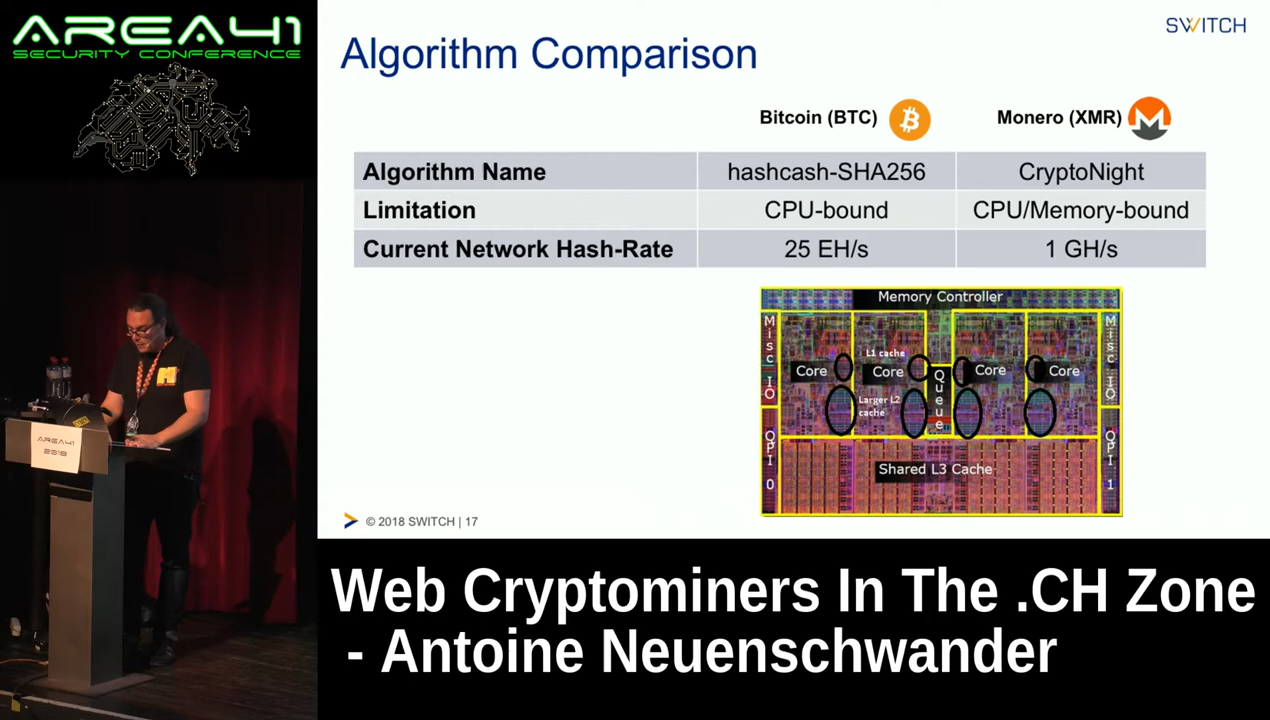 AREA41
SECURITY CONFERENCE
SWITCH
Algorithm Comparison
Bitcoin (BTC)
Monero (XMR)
Algorithm Name hashcash-SHA256 CryptoNight
Limitation CPU-bound CPU/Memory-bound
Current Network Hash-Rate 25 EH/s 1 GH/s
Memory Controller
Misc IO
QPI 0
Core
L1 cache
Core
Larger L2
cache
Queue
Core
Core
Misc IO
QPI 1
Shared L3 Cache
© 2018 SWITCH | 17
AREA41
2018
Web Cryptominers In The .CH Zone
- Antoine Neuenschwander